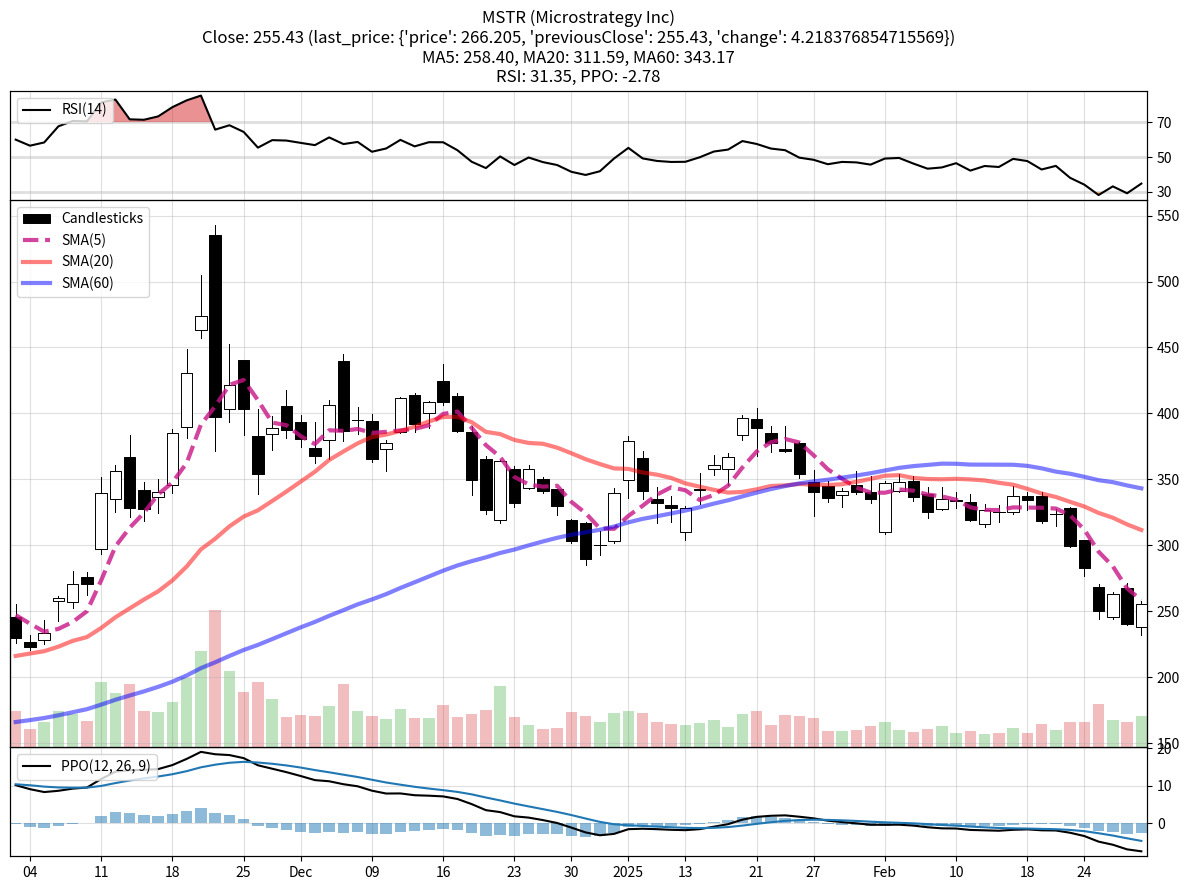 MSTR (Microstrategy Inc)
Close: 255.43 (last_price: {'price': 266.205, 'previousClose': 255.43, 'change': 4.218376854715569})
MA5: 258.40, MA20: 311.59, MA60: 343.17
RSI: 31.35, PPO: -2.78
RSI(14)
70
50
30
Candlesticks
SMA(5)
SMA(20)
SMA(60)
550
500
450
400
350
300
250
200
150
PPO(12,26,9)
20
10
0
04 11 18 25 Dec 09 16 23 30 2025 13 21 27 Feb 10 18 24